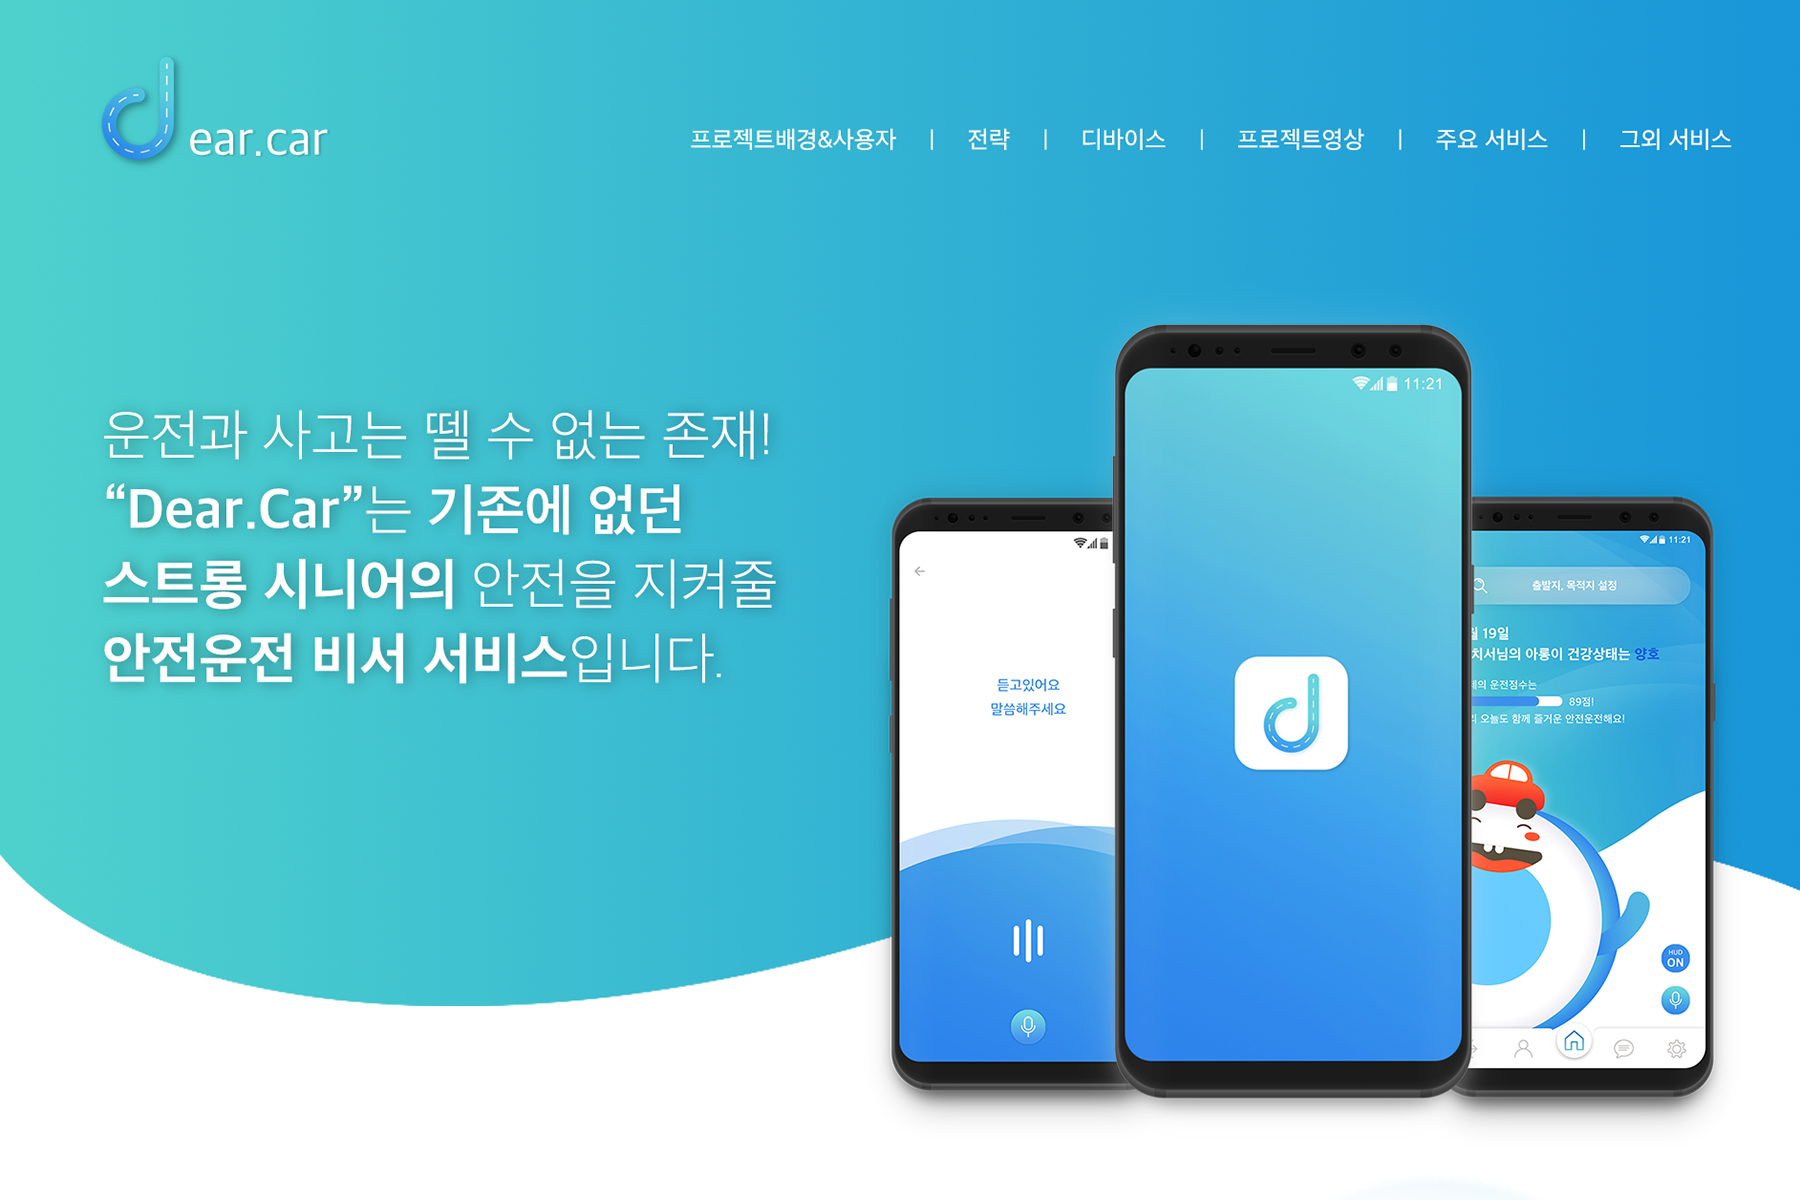 dear.car
프로젝트배경&사용자 | 전략 | 디바이스 | 프로젝트영상 | 주요 서비스 | 그외 서비스
운전과 사고는 뗄 수 없는 존재!
“Dear.Car”는 기존에 없던
스트롱 시니어의 안전을 지켜줄
안전운전 비서 서비스입니다.
듣고있어요
말씀해주세요
11:21
11:21
출발지, 목적지 설정
월 19일
치서님의 아롱이 건강상태는 양호
의 운전점수는
89점!
오늘도 함께 즐거운 안전운전해요!
HUD
ON